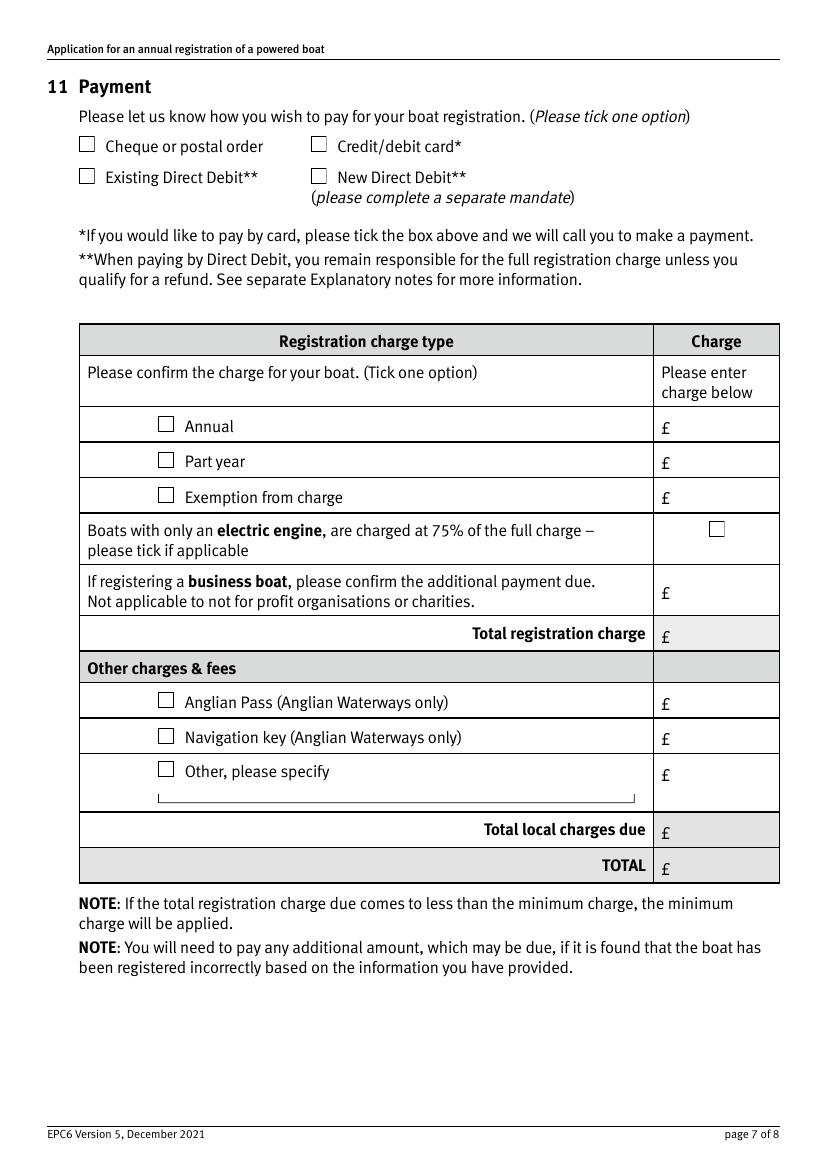 Application for an annual registration of a powered boat
11 Payment
Please let us know how you wish to pay for your boat registration. (Please tick one option)
Cheque or postal order
Credit/debit card*
Existing Direct Debit**
New Direct Debit**
(please complete a separate mandate)
*If you would like to pay by card, please tick the box above and we will call you to make a payment.
**When paying by Direct Debit, you remain responsible for the full registration charge unless you
qualify for a refund. See separate Explanatory notes for more information.
Registration charge type
Charge
Please confirm the charge for your boat. (Tick one option)
Please enter
charge below
Annual
£
Part year
£
Exemption from charge
£
Boats with only an electric engine, are charged at 75% of the full charge –
please tick if applicable
If registering a business boat, please confirm the additional payment due.
Not applicable to not for profit organisations or charities.
£
Total registration charge
£
Other charges & fees
Anglian Pass (Anglian Waterways only)
£
Navigation key (Anglian Waterways only)
£
Other, please specify
£
Total local charges due
£
TOTAL
£
NOTE: If the total registration charge due comes to less than the minimum charge, the minimum
charge will be applied.
NOTE: You will need to pay any additional amount, which may be due, if it is found that the boat has
been registered incorrectly based on the information you have provided.
EPC6 Version 5, December 2021
page 7 of 8